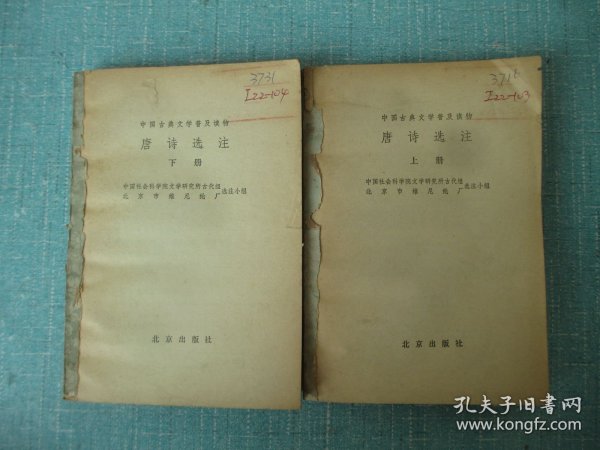 3731
I22-104
中国古典文学普及读物
唐诗选注
下册
中国社会科学院文学研究所古代组
北京市维尼纶厂
选注小组
北京出版社
I22-103
中国古典文学普及读物
唐诗选注
上册
中国社会科学院文学研究所古代组
北京市维尼纶厂
选注小组
北京出版社
孔夫子旧书网
www.kongfz.com